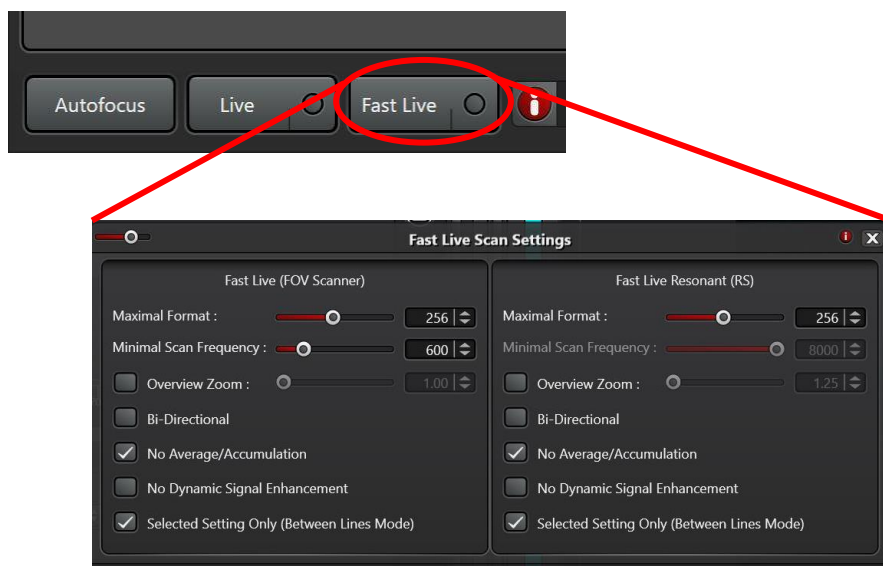 Autofocus
Live
Fast Live
Fast Live Scan Settings
Fast Live (FOV Scanner)
Maximal Format : 256
Minimal Scan Frequency : 600
Overview Zoom : 1.00
Bi-Directional
No Average/Accumulation
No Dynamic Signal Enhancement
Selected Setting Only (Between Lines Mode)
Fast Live Resonant (RS)
Maximal Format : 256
Minimal Scan Frequency : 8000
Overview Zoom : 1.25
Bi-Directional
No Average/Accumulation
No Dynamic Signal Enhancement
Selected Setting Only (Between Lines Mode)